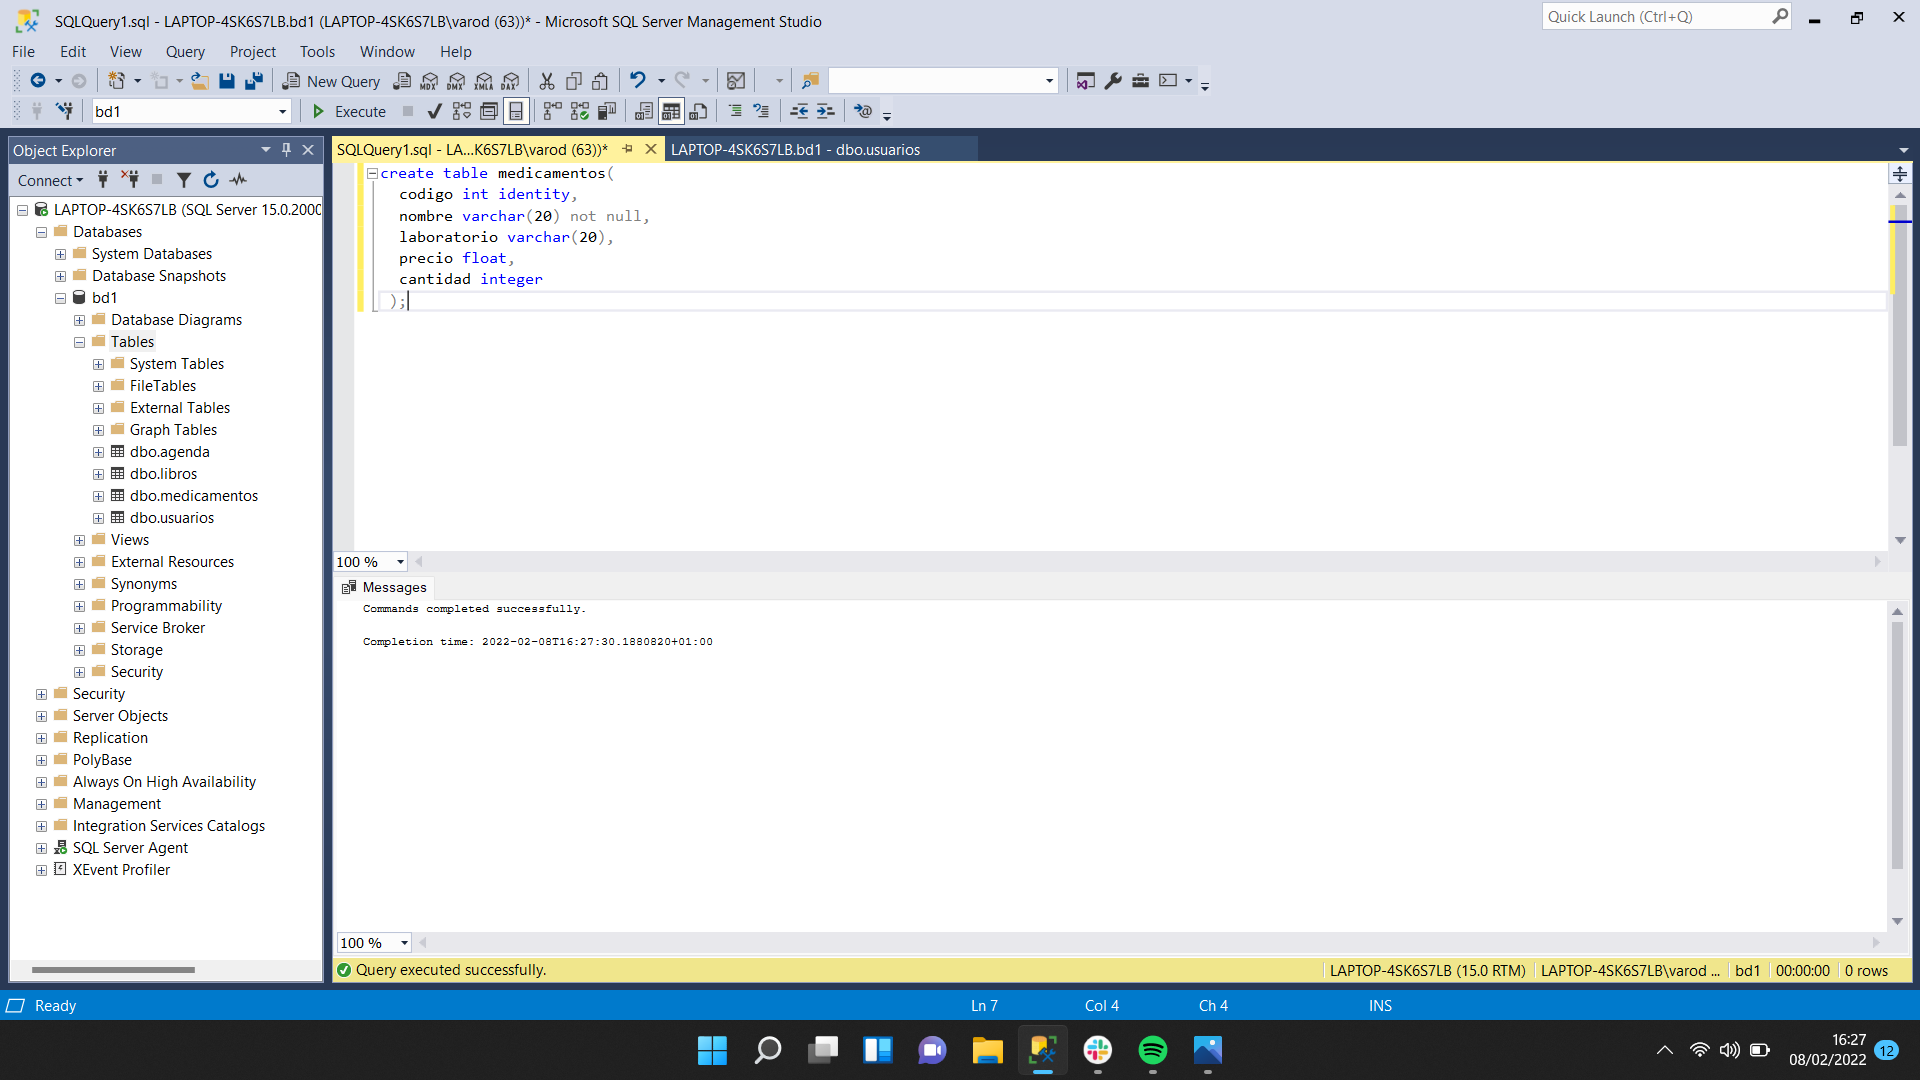 SQLQuery1.sql - LAPTOP-4SK6S7LB.bd1 (LAPTOP-4SK6S7LB\varod (63))* - Microsoft SQL Server Management Studio
Quick Launch (Ctrl+Q)
File Edit View Query Project Tools Window Help
New Query MDX DMX XMLA DAX
bd1 Execute
Object Explorer
Connect
LAPTOP-4SK6S7LB (SQL Server 15.0.2000
Databases
System Databases
Database Snapshots
bd1
Database Diagrams
Tables
System Tables
FileTables
External Tables
Graph Tables
dbo.agenda
dbo.libros
dbo.medicamentos
dbo.usuarios
Views
External Resources
Synonyms
Programmability
Service Broker
Storage
Security
Security
Server Objects
Replication
PolyBase
Always On High Availability
Management
Integration Services Catalogs
SQL Server Agent
XEvent Profiler
SQLQuery1.sql - LA...K6S7LB\varod (63))* LAPTOP-4SK6S7LB.bd1 - dbo.usuarios
create table medicamentos(
codigo int identity,
nombre varchar(20) not null,
laboratorio varchar(20),
precio float,
cantidad integer
);
100 %
Messages
Commands completed successfully.
Completion time: 2022-02-08T16:27:30.1880820+01:00
100 %
Query executed successfully. LAPTOP-4SK6S7LB (15.0 RTM) LAPTOP-4SK6S7LB\varod ... bd1 00:00:00 0 rows
Ready Ln 7 Col 4 Ch 4 INS
16:27
08/02/2022 12